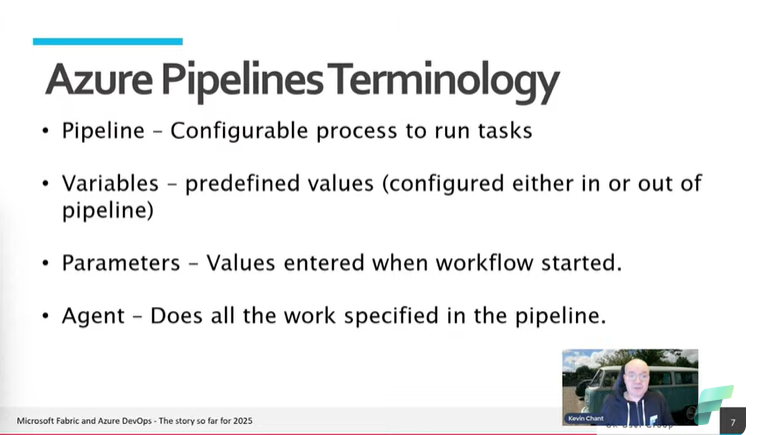 Azure Pipelines Terminology
• Pipeline – Configurable process to run tasks
• Variables – predefined values (configured either in or out of
pipeline)
• Parameters – Values entered when workflow started.
• Agent – Does all the work specified in the pipeline.
Kevin Chant
User Group
Microsoft Fabric and Azure DevOps - The story so far for 2025
7